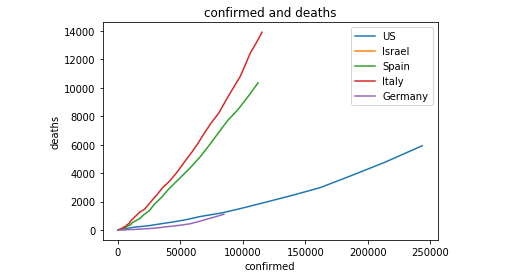 confirmed and deaths
14000
12000
10000
8000
6000
4000
2000
0
deaths
US
Israel
Spain
Italy
Germany
0 50000 100000 150000 200000 250000
confirmed